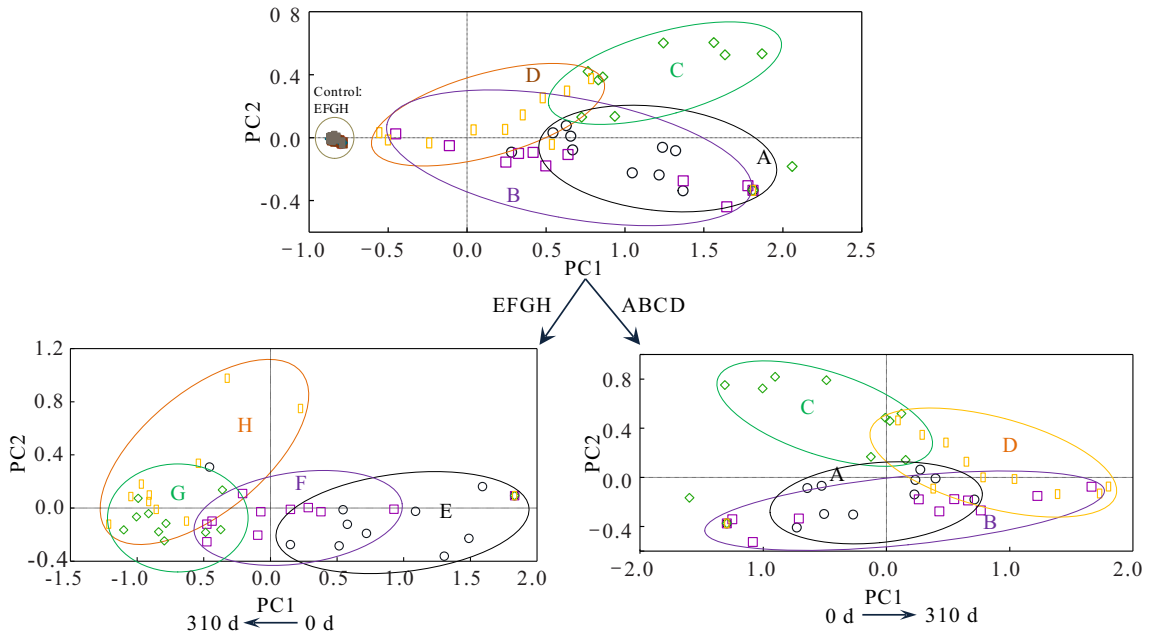 0 8
0.4
0.0
-0.4
PC2
Control:
EFGH
D
C
A
B
−1.0
−0.5
0.0
0.5
1.0
1.5
2.0
2.5
PC1
EFGH
ABCD
1.2
0.8
0.4
0.0
-0.4
PC2
H
G
F
E
-1.5
-1.0
-0.5
0.0
0.5
1.0
1.5
2.0
PC1
310 d
0 d
0.8
0.4
0.0
−0.4
PC2
C
D
A
B
−2.0
−1.0
0.0
1.0
2.0
PC1
0 d
310 d